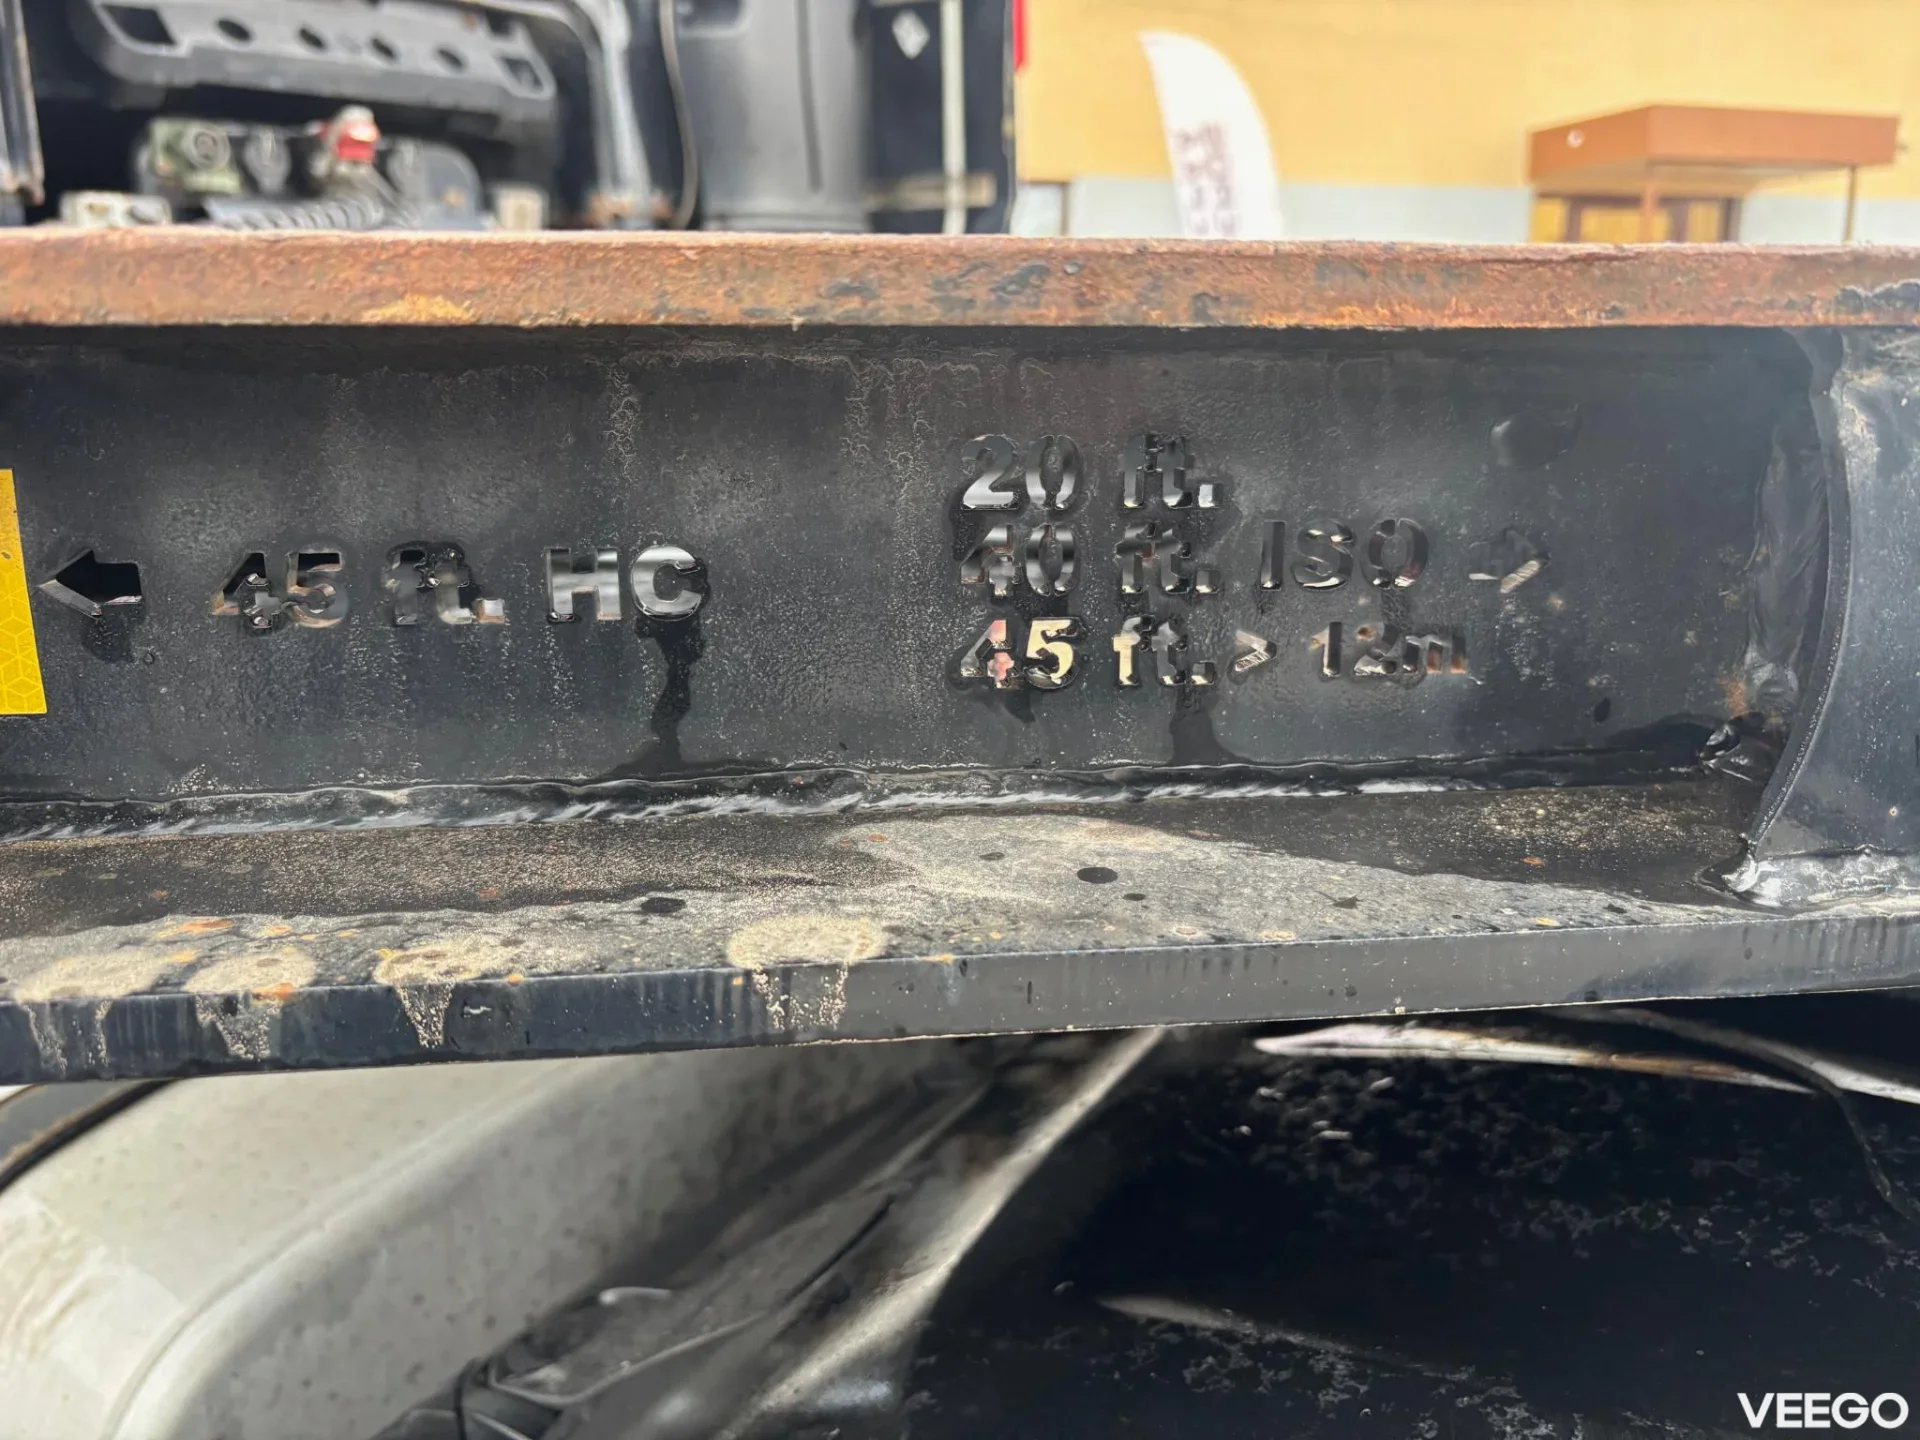 ← 45 ft. HC
20 ft.
40 ft. ISO →
45 ft. > 12m
VEEGO